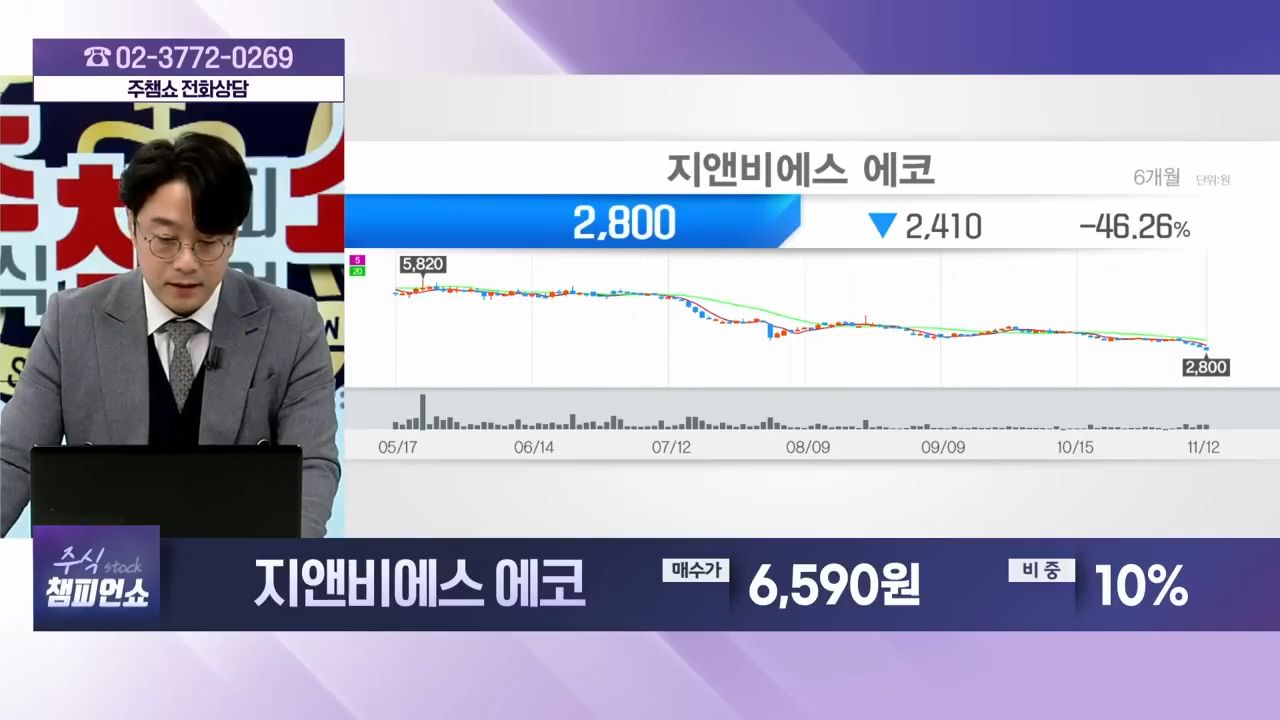 ☎02-3772-0269
주챔쇼 전화상담
지앤비에스 에코
6개월 단위:원
2,800 ▼2,410 -46.26%
5
20
5,820
2,800
05/17 06/14 07/12 08/09 09/09 10/15 11/12
주식 stock
챔피언쇼
지앤비에스 에코 매수가 6,590원 비중 10%